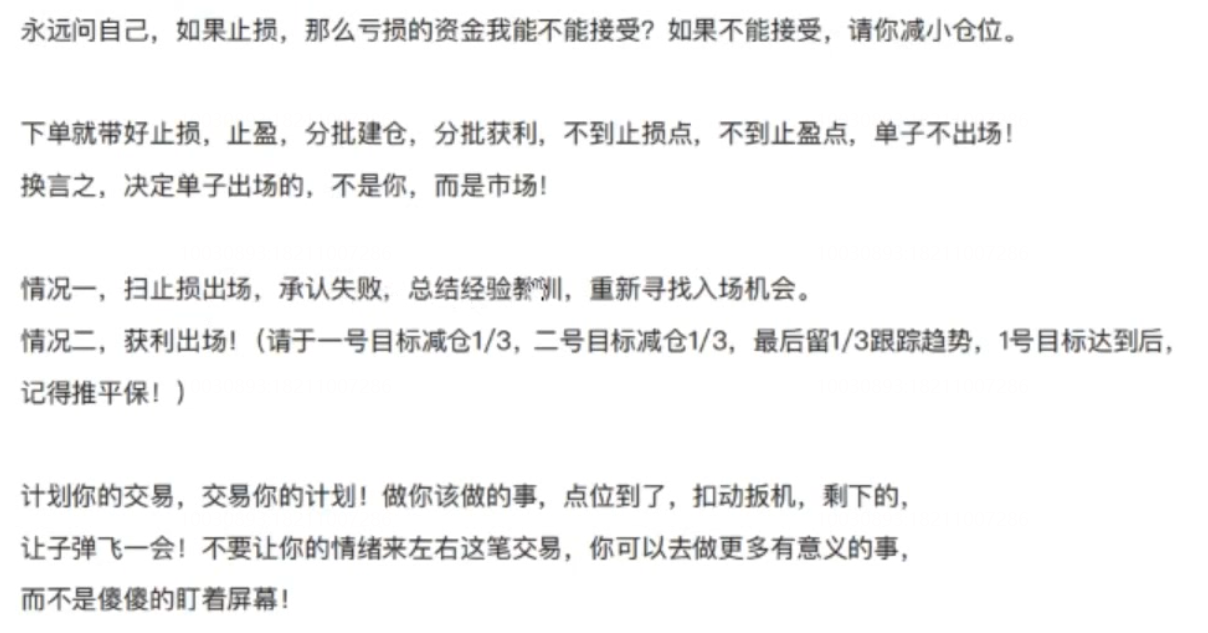 永远问自己，如果止损，那么亏损的资金我能不能接受？如果不能接受，请你减小仓位。
下单就带好止损，止盈，分批建仓，分批获利，不到止损点，不到止盈点，单子不出场！
换言之，决定单子出场的，不是你，而是市场！
情况一，扫止损出场，承认失败，总结经验教训，重新寻找入场机会。
情况二，获利出场！（请于一号目标减仓1/3，二号目标减仓1/3，最后留1/3跟踪趋势，1号目标达到后，
记得推平保！）
计划你的交易，交易你的计划！做你该做的事，点位到了，扣动扳机，剩下的，
让子弹飞一会！不要让你的情绪来左右这笔交易，你可以去做更多有意义的事，
而不是傻傻的盯着屏幕！